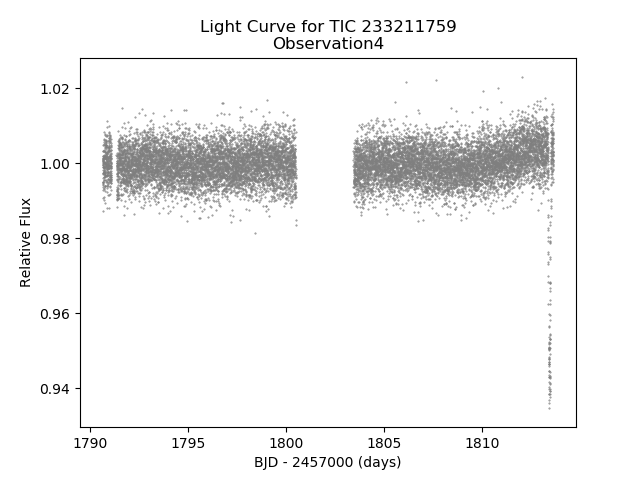 Light Curve for TIC 233211759
Observation4
1.02
1.00
0.98
0.96
0.94
Relative Flux
1790
1795
1800
1805
1810
BJD - 2457000 (days)